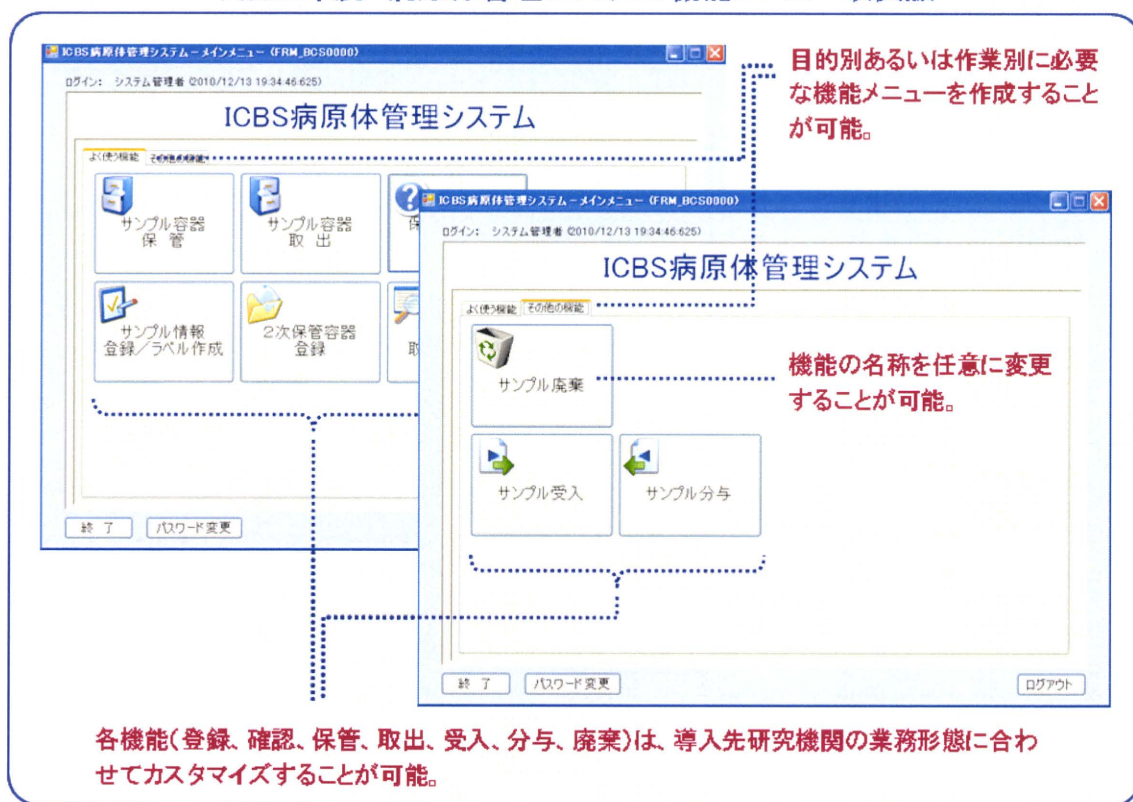 ICBS病原体管理システム－メインメニュー (FRM_BCS0000)
ログイン： システム管理者 (2010/12/13 19:34:46:625)
ICBS病原体管理システム
よく使う機能 その他の機能
サンプル容器
保 管
サンプル容器
取 出
サンプル情報
登録／ラベル作成
2次保管容器
登録
終 了 パスワード変更
目的別あるいは作業別に必要
な機能メニューを作成すること
が可能。
ICBS病原体管理システム－メインメニュー (FRM_BCS0000)
ログイン： システム管理者 (2010/12/13 19:34:46:625)
ICBS病原体管理システム
よく使う機能 その他の機能
サンプル廃棄
サンプル受入
サンプル分与
機能の名称を任意に変更
することが可能。
終 了 パスワード変更 ログアウト
各機能（登録、確認、保管、取出、受入、分与、廃棄）は、導入先研究機関の業務形態に合わ
せてカスタマイズすることが可能。